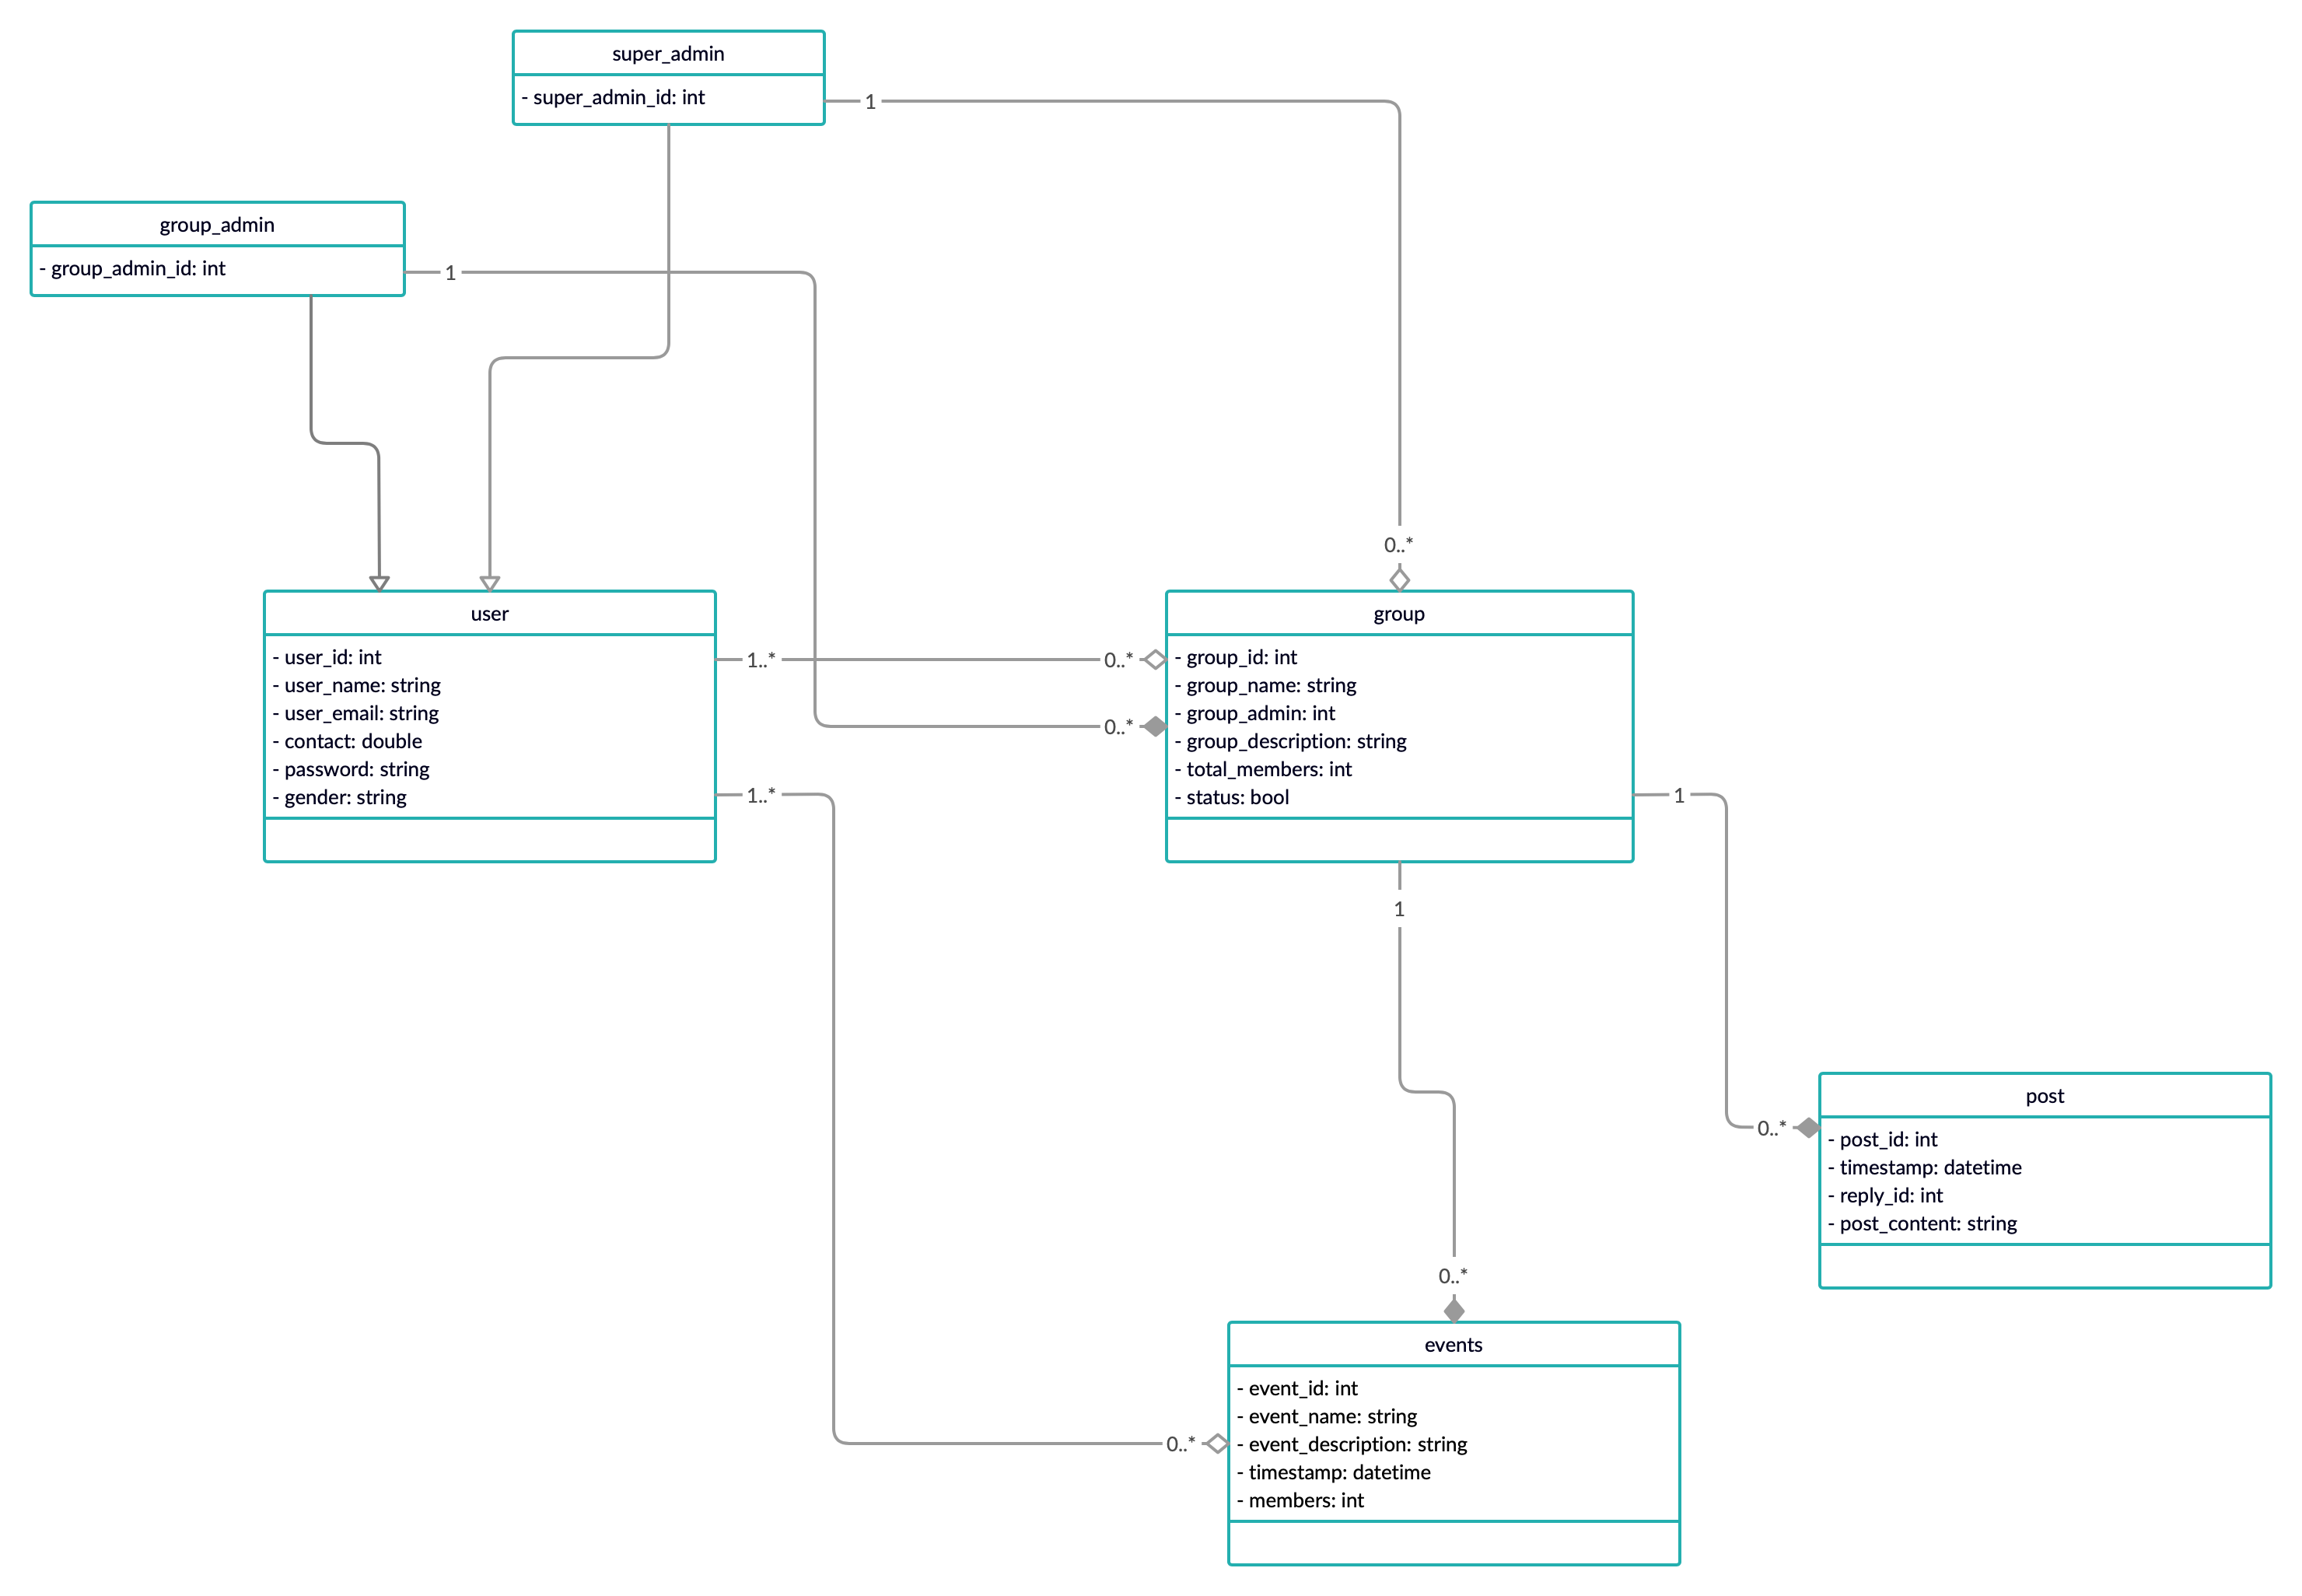 super_admin
- super_admin_id: int
1
group_admin
- group_admin_id: int
1
0..*
user
- user_id: int
- user_name: string
- user_email: string
- contact: double
- password: string
- gender: string
1..*
0..*
0..*
1..*
group
- group_id: int
- group_name: string
- group_admin: int
- group_description: string
- total_members: int
- status: bool
1
1
post
- post_id: int
- timestamp: datetime
- reply_id: int
- post_content: string
0..*
0..*
events
- event_id: int
- event_name: string
- event_description: string
- timestamp: datetime
- members: int
0..*